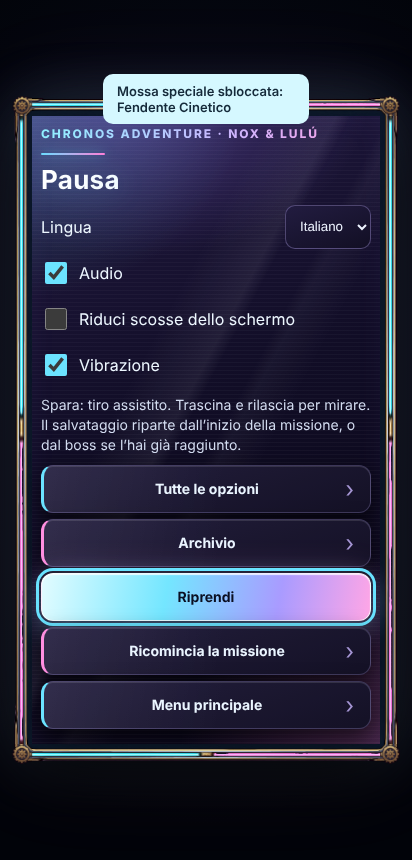 Mossa speciale sbloccata:
Fendente Cinetico
CHRONOS ADVENTURE · NOX & LULÚ
Pausa
Lingua
Italiano
Audio
Riduci scosse dello schermo
Vibrazione
Spara: tiro assistito. Trascina e rilascia per mirare.
Il salvataggio riparte dall’inizio della missione, o
dal boss se l’hai già raggiunto.
Tutte le opzioni
Archivio
Riprendi
Ricomincia la missione
Menu principale